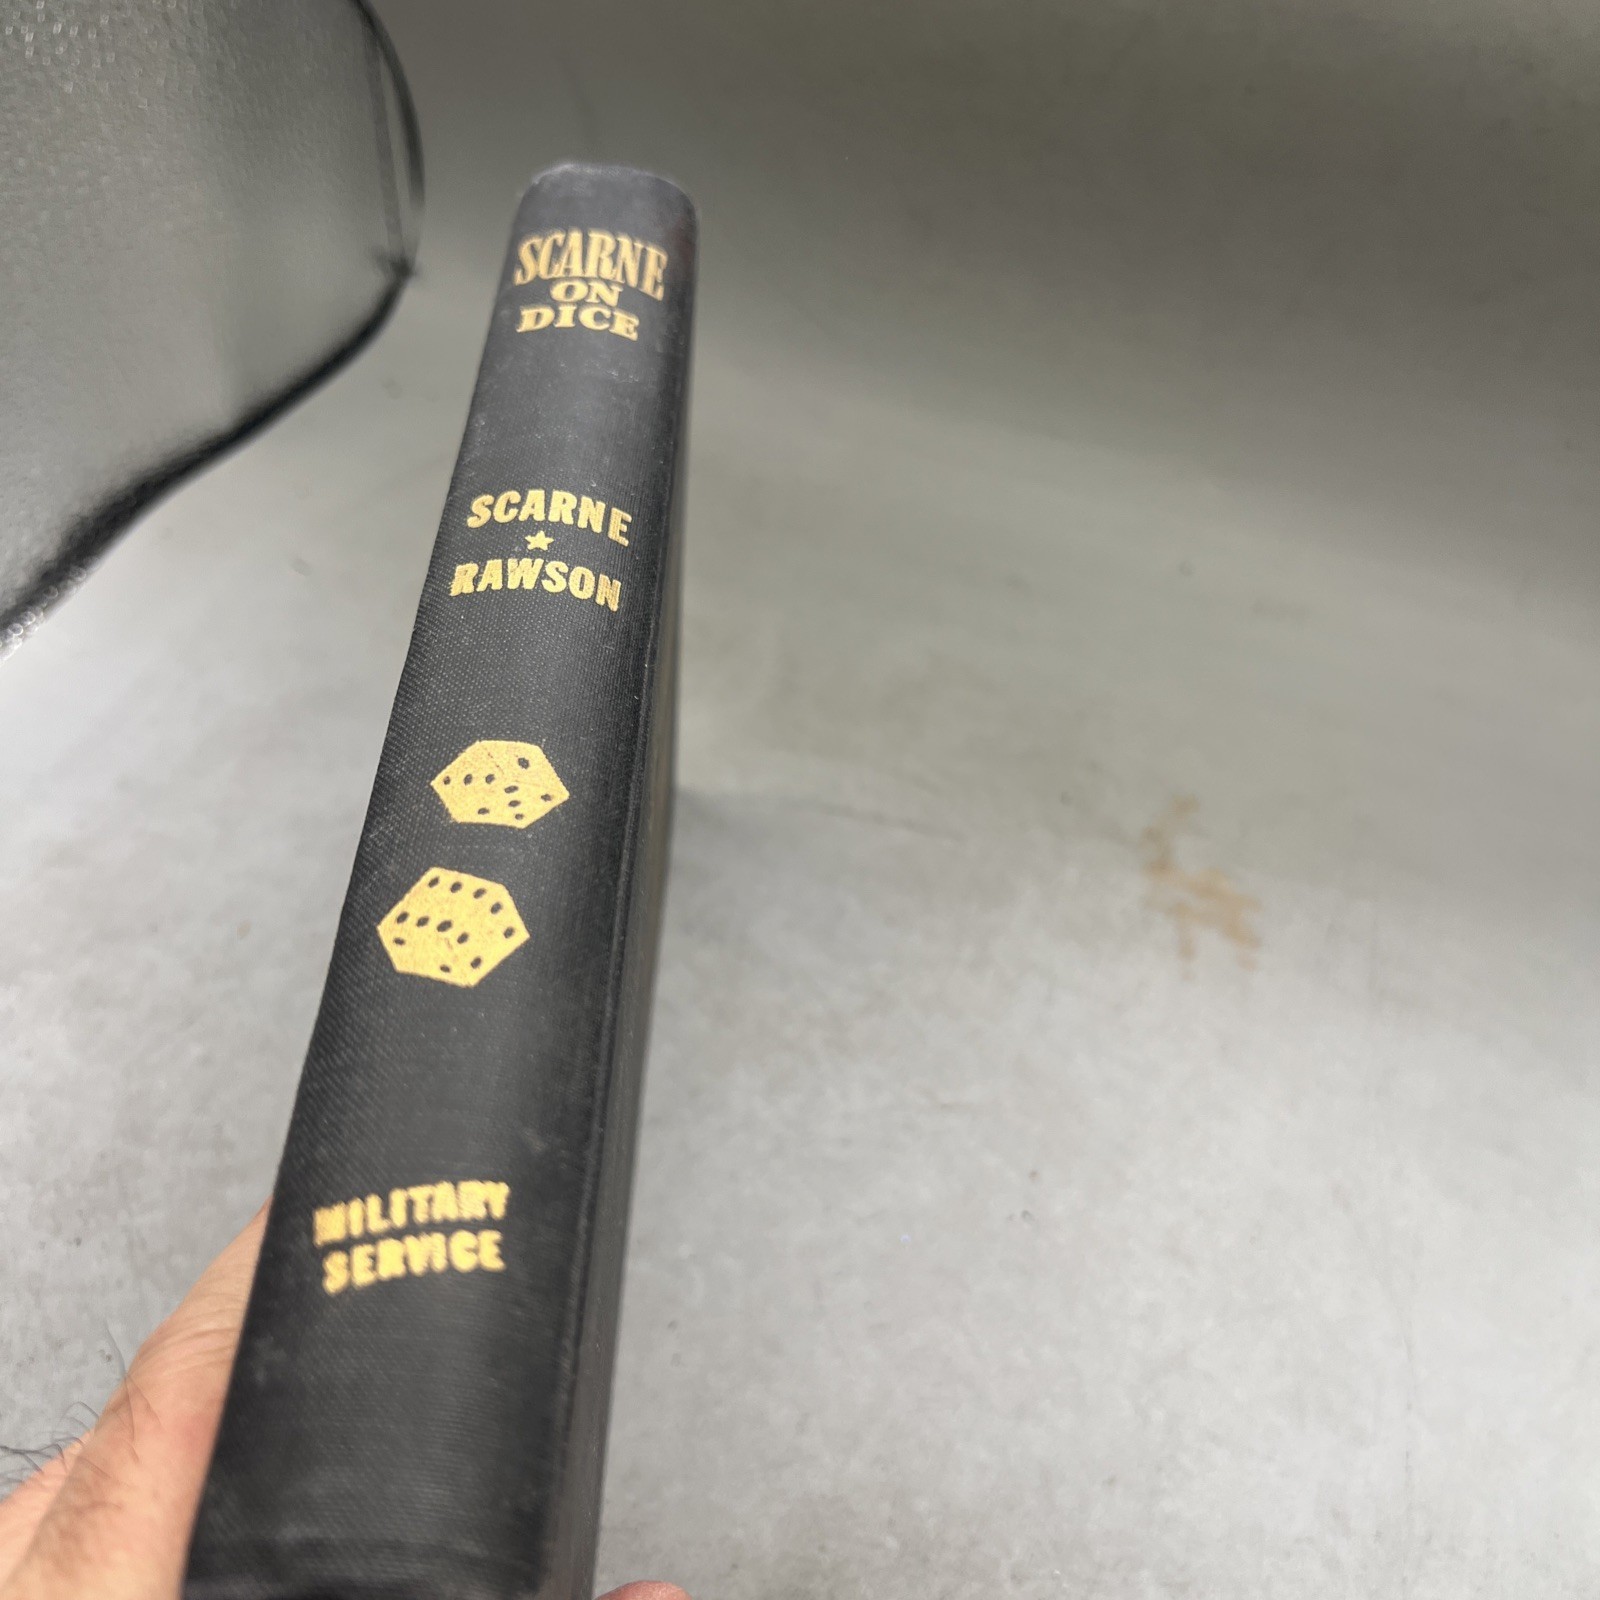 SCARNE
ON
DICE
SCARNE
RAWSON
MILITARY
SERVICE